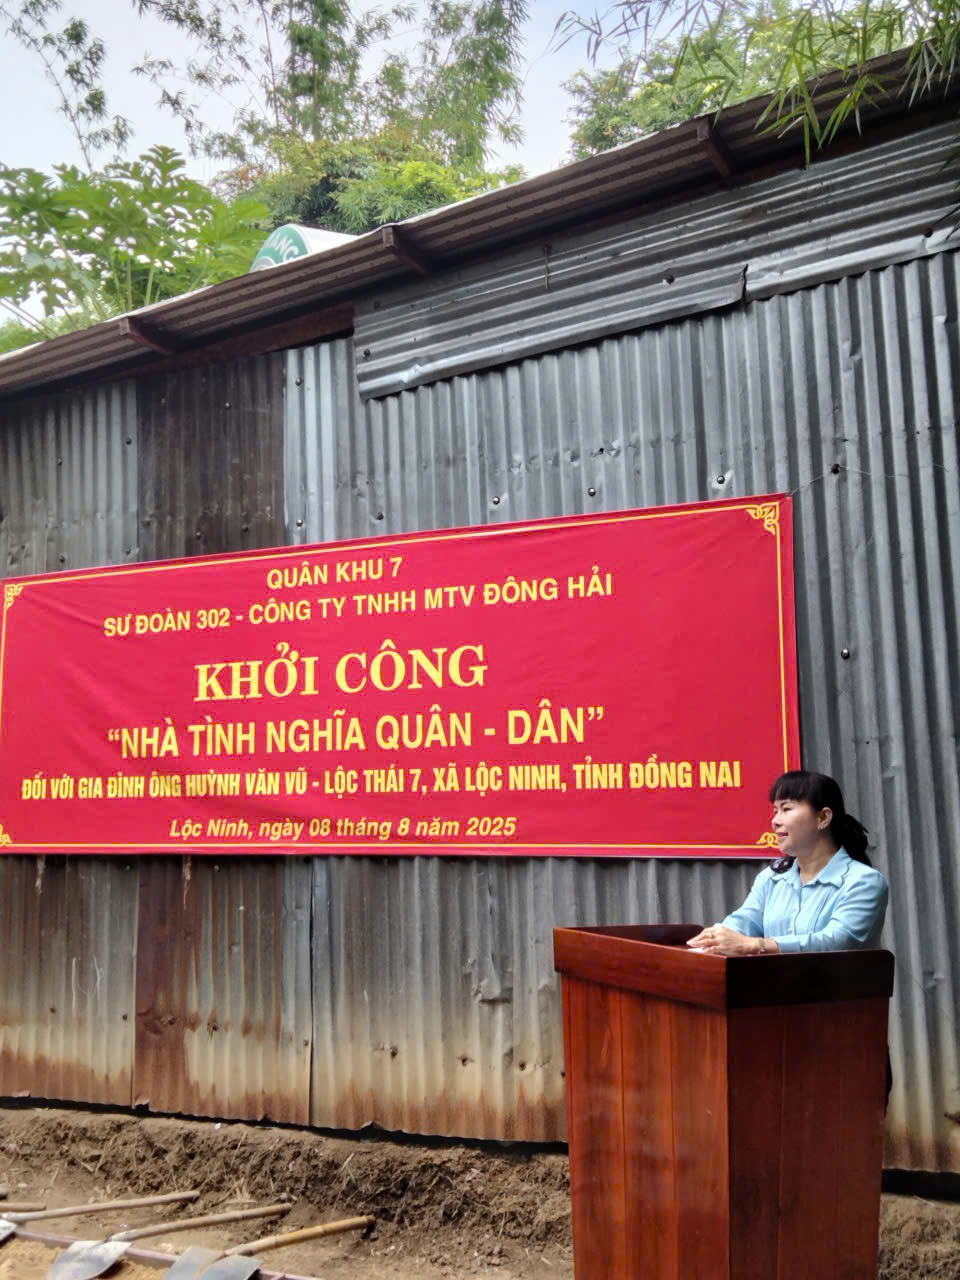 QUÂN KHU 7
SƯ ĐOÀN 302 - CÔNG TY TNHH MTV ĐÔNG HẢI
KHỞI CÔNG
“NHÀ TÌNH NGHĨA QUÂN - DÂN”
ĐỐI VỚI GIA ĐÌNH ÔNG HUỲNH VĂN VŨ - LỘC THÁI 7, XÃ LỘC NINH, TỈNH ĐỒNG NAI
Lộc Ninh, ngày 08 tháng 8 năm 2025